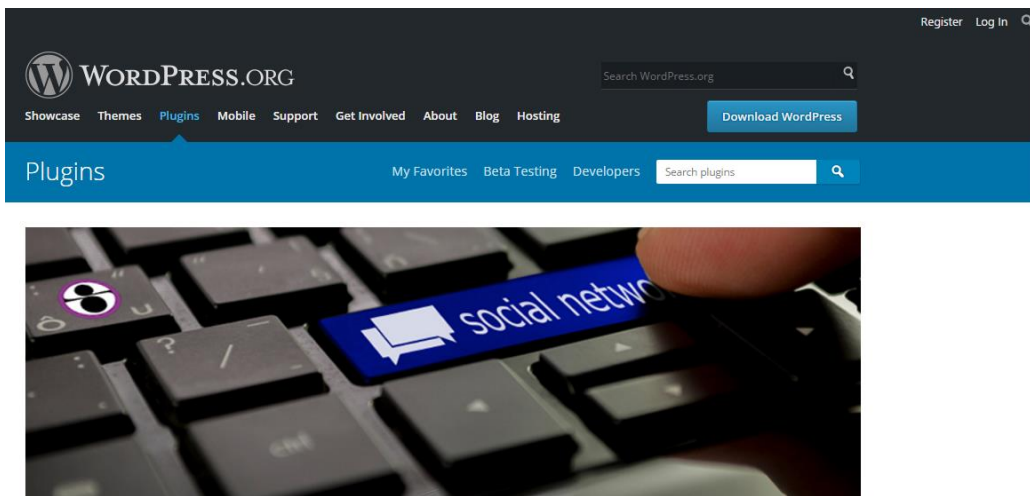 Register Log In
WORDPRESS.ORG
Search WordPress.org
Showcase Themes Plugins Mobile Support Get Involved About Blog Hosting
Download WordPress
Plugins
My Favorites Beta Testing Developers Search plugins
social netwo
ctrl